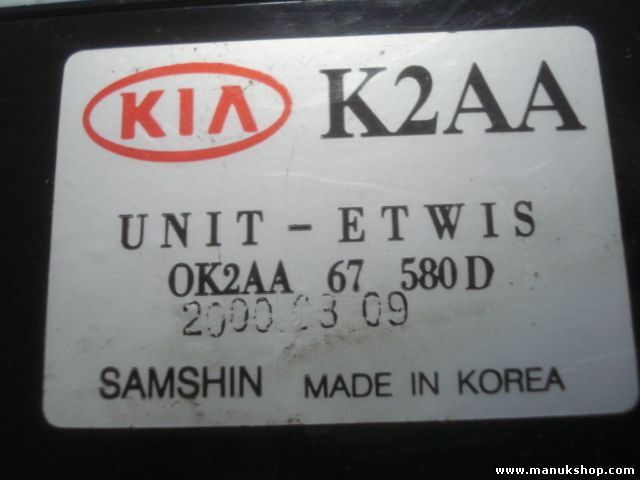 KIA K2AA
UNIT - ETWIS
OK2AA 67 580D
2000.03.09
SAMSHIN MADE IN KOREA
www.manukshop.com